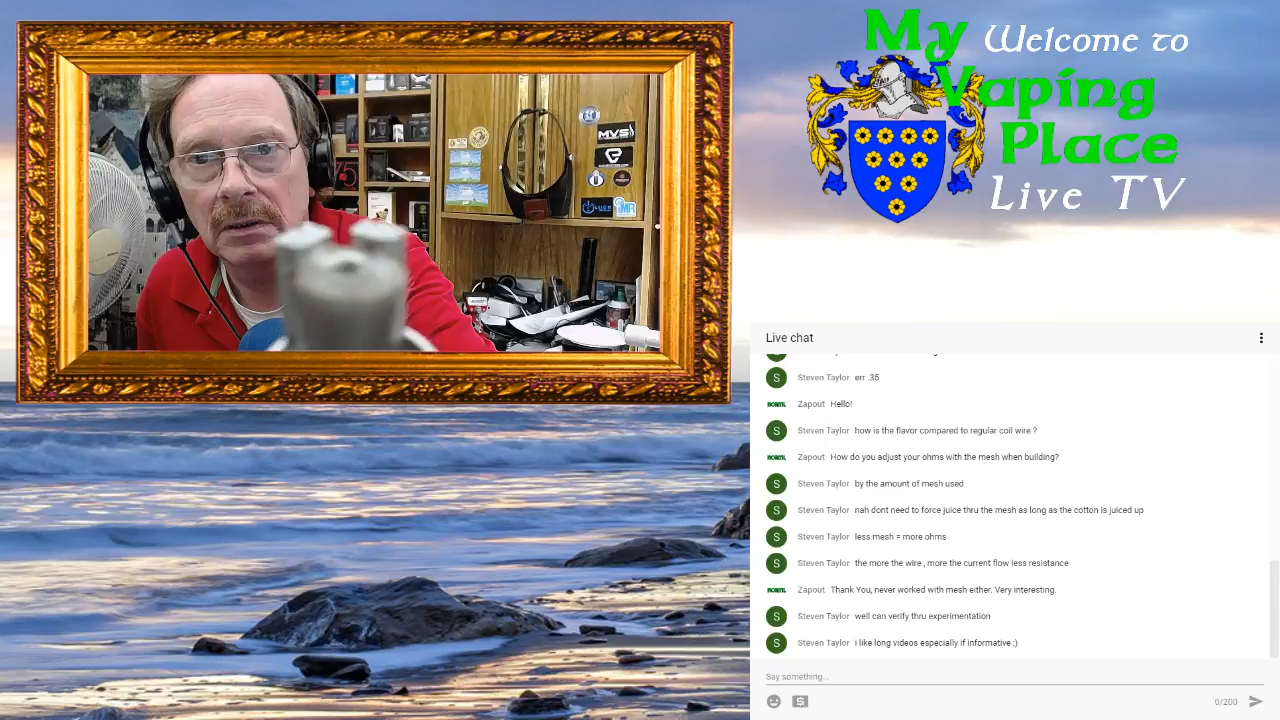 My
Welcome to
Vaping
Place
Live TV
MVS
iMR
75
Live chat
S
Steven Taylor err .35
Zapout Hello!
S
Steven Taylor how is the flavor compared to regular coil wire ?
Zapout How do you adjust your ohms with the mesh when building?
S
Steven Taylor by the amount of mesh used
S
Steven Taylor nah dont need to force juice thru the mesh as long as the cotton is juiced up
S
Steven Taylor less mesh = more ohms
S
Steven Taylor the more the wire , more the current flow less resistance
Zapout Thank You, never worked with mesh either. Very interesting.
S
Steven Taylor well can verify thru experimentation
S
Steven Taylor i like long videos especially if informative ;)
Say something...
0/200